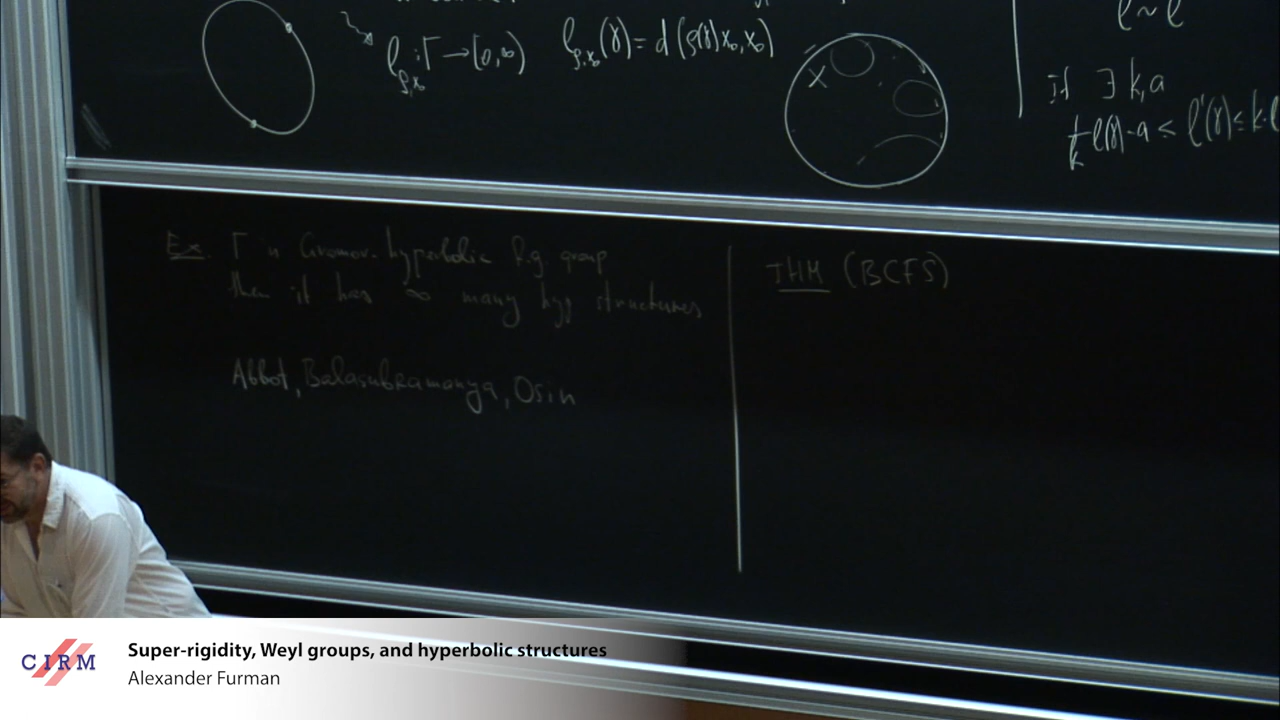 ℓ_{ρ,x₀} : Γ → [0,∞) ℓ_{ρ,x₀}(γ) = d(ρ(γ)x₀, x₀)
X
ℓ ~ ℓ
if ∃ k, a
1/k ℓ(γ) - a ≤ ℓ'(γ) ≤ k·ℓ
Ex. Γ is Gromov-hyperbolic f.g. group
then it has ∞ many hyp structures
Abbot, Balasubramanya, Osin
THM (BCFS)
CIRM
Super-rigidity, Weyl groups, and hyperbolic structures
Alexander Furman